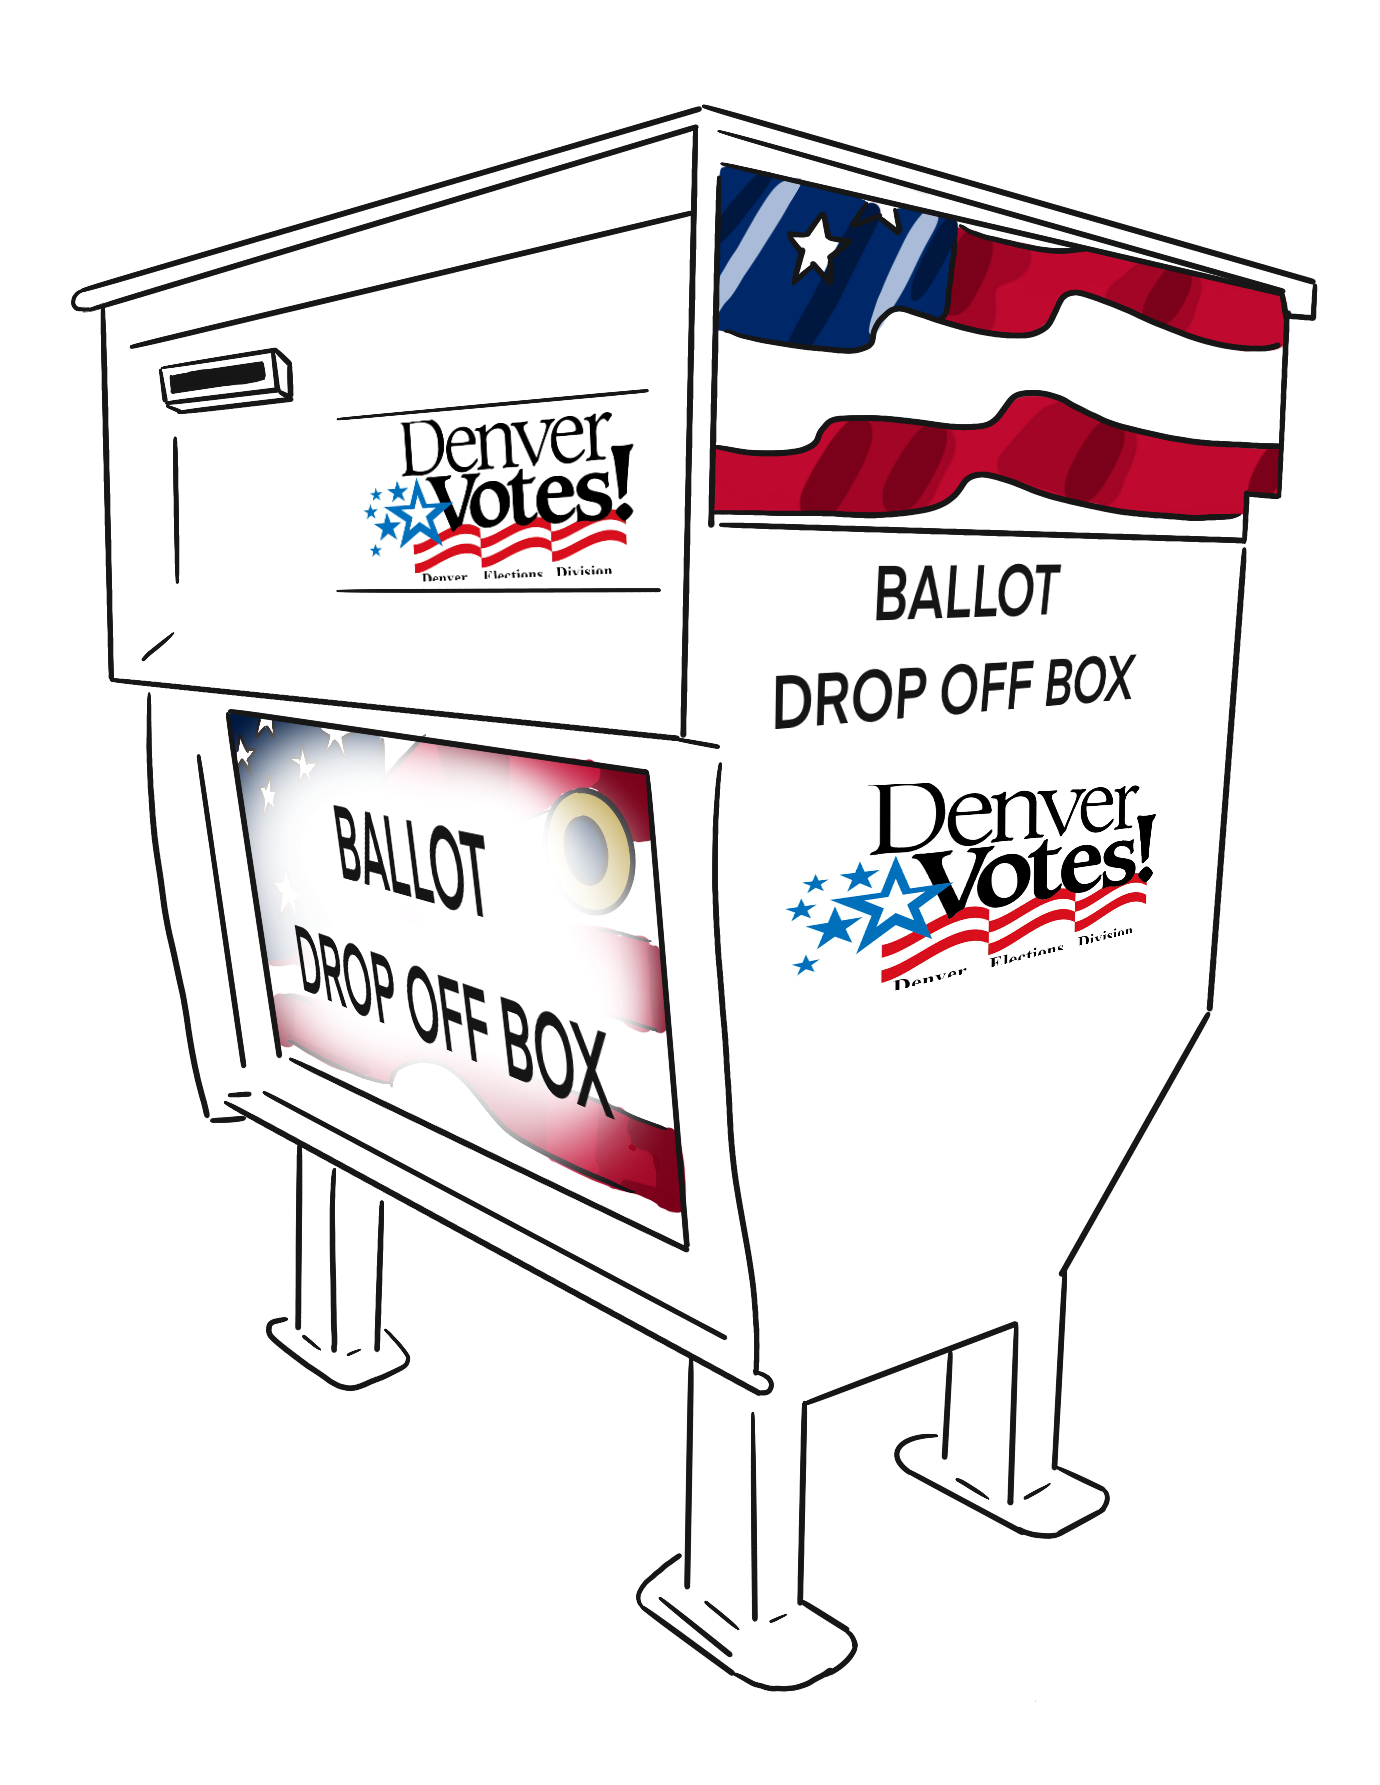 Denver
Votes!
Denver Elections Division
BALLOT
DROP OFF BOX
BALLOT
DROP OFF BOX
Denver
Votes!
Denver Elections Division